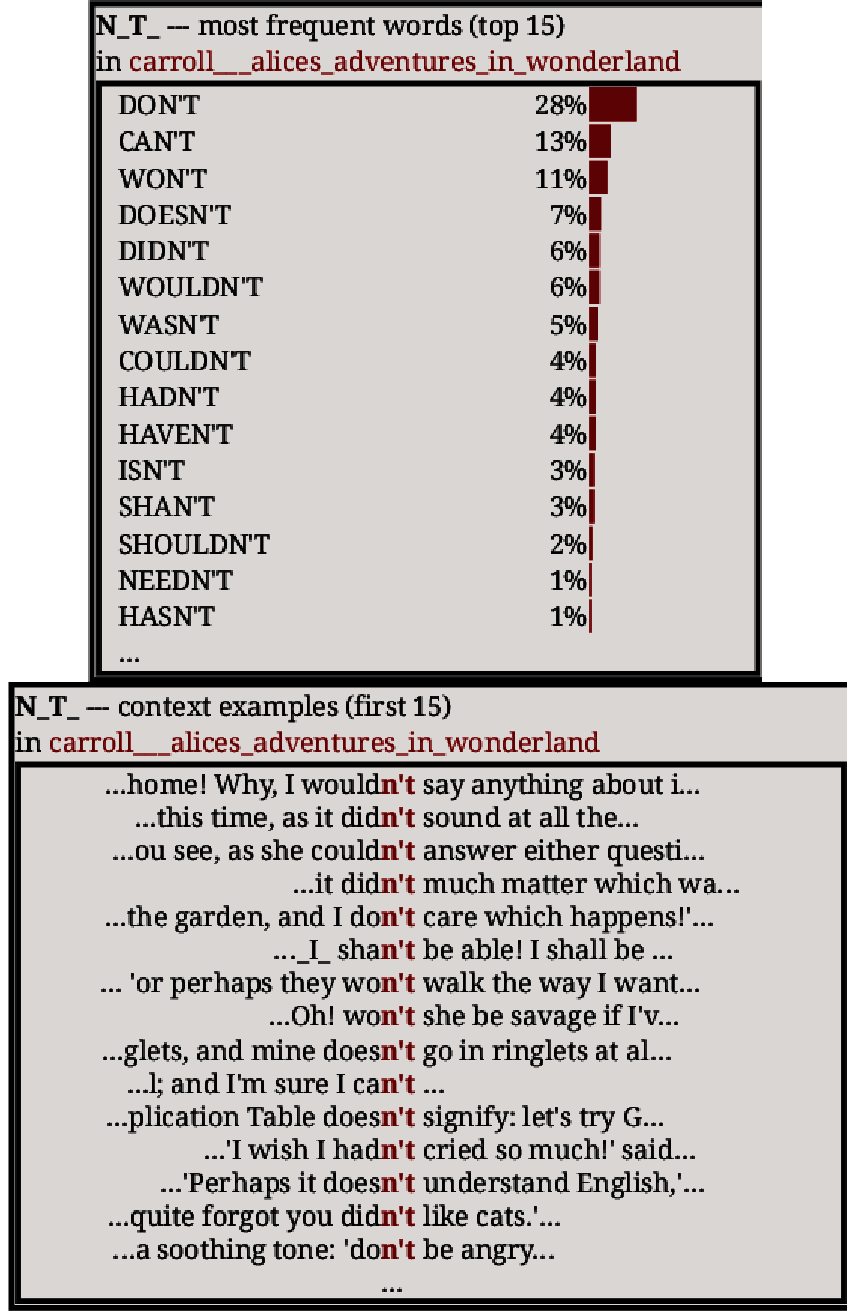 N_T_ --- most frequent words (top 15)
in carroll___alices_adventures_in_wonderland
DON'T 28%
CAN'T 13%
WON'T 11%
DOESN'T 7%
DIDN'T 6%
WOULDN'T 6%
WASN'T 5%
COULDN'T 4%
HADN'T 4%
HAVEN'T 4%
ISN'T 3%
SHAN'T 3%
SHOULDN'T 2%
NEEDN'T 1%
HASN'T 1%
...
N_T_ --- context examples (first 15)
in carroll___alices_adventures_in_wonderland
...home! Why, I wouldn't say anything about i...
...this time, as it didn't sound at all the...
...ou see, as she couldn't answer either questi...
...it didn't much matter which wa...
...the garden, and I don't care which happens!'...
..._I_ shan't be able! I shall be ...
... 'or perhaps they won't walk the way I want...
...Oh! won't she be savage if I'v...
...glets, and mine doesn't go in ringlets at al...
...l; and I'm sure I can't ...
...plication Table doesn't signify: let's try G...
...'I wish I hadn't cried so much!' said...
...'Perhaps it doesn't understand English,'...
...quite forgot you didn't like cats.'...
...a soothing tone: 'don't be angry...
...